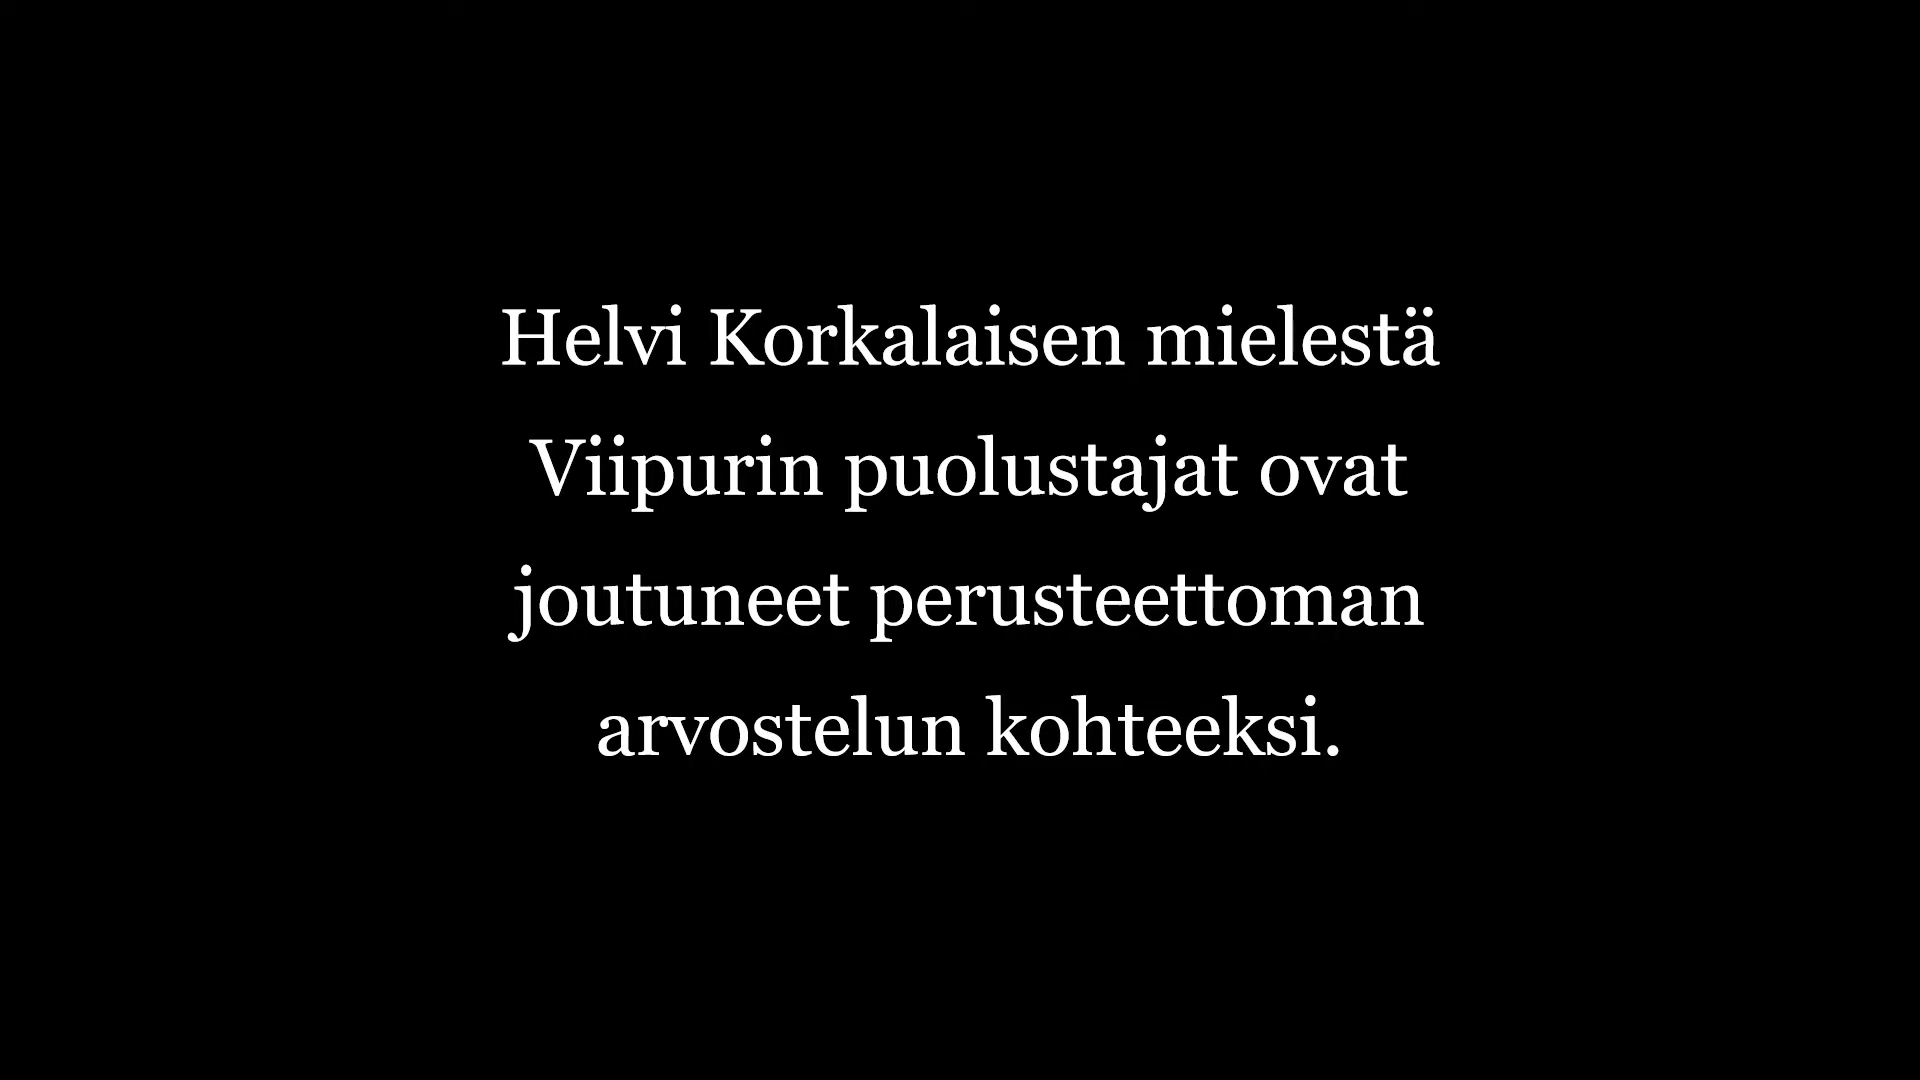 Helvi Korkalaisen mielestä
Viipurin puolustajat ovat
joutuneet perusteettoman
arvostelun kohteeksi.